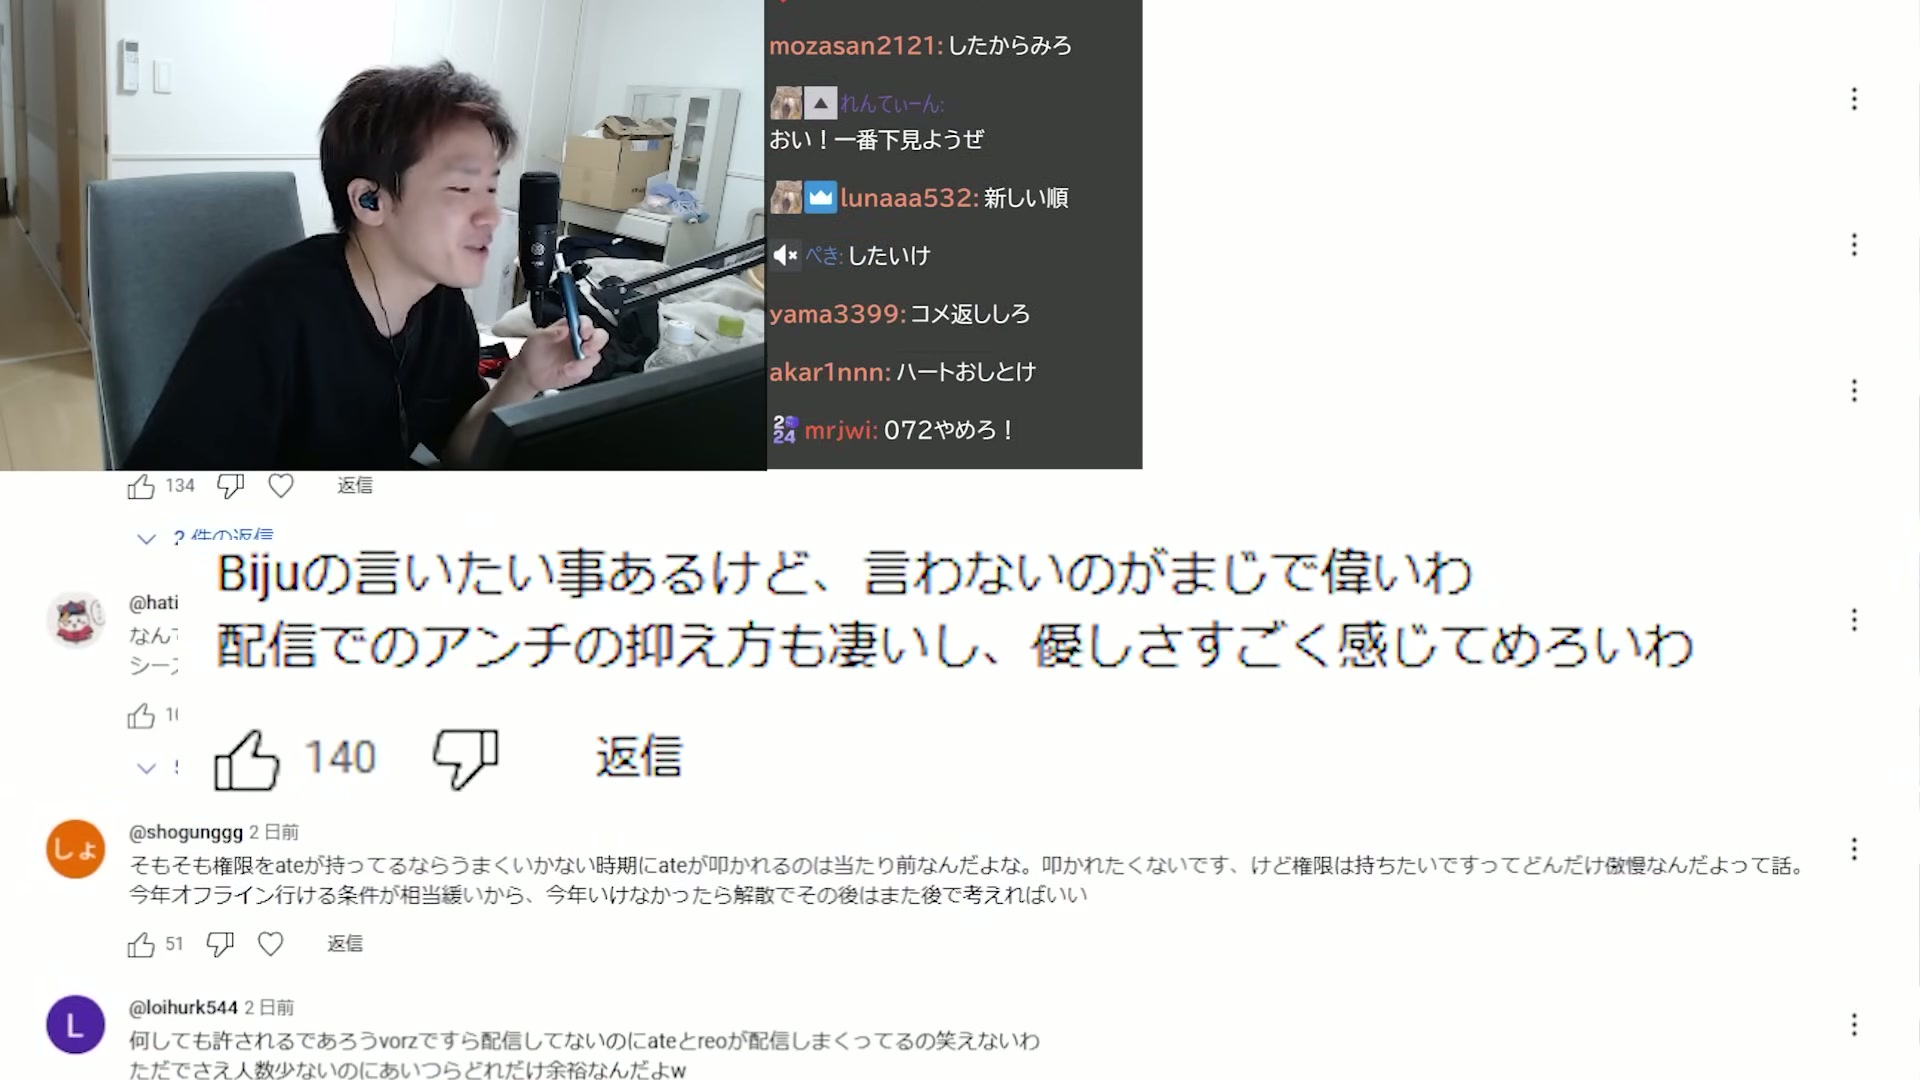 mozasan2121: したからみろ
れんてぃーん:
おい！一番下見ようぜ
lunaaa532: 新しい順
ぺき: したいけ
yama3399: コメ返ししろ
akar1nnn: ハートおしとけ
2024 mrjwi: 072やめろ！
134 返信
2 件の返信
Bijuの言いたい事あるけど、言わないのがまじで偉いわ
配信でのアンチの抑え方も凄いし、優しさすごく感じてめろいわ
140 返信
@hati
なんで
シーズ
しょ
@shogunggg 2 日前
そもそも権限をateが持ってるならうまくいかない時期にateが叩かれるのは当たり前なんだよな。叩かれたくないです、けど権限は持ちたいですってどんだけ傲慢なんだよって話。
今年オフライン行ける条件が相当緩いから、今年いけなかったら解散でその後はまた後で考えればいい
51 返信
L
@loihurk544 2 日前
何しても許されるであろうvorzですら配信してないのにateとreoが配信しまくってるの笑えないわ
ただでさえ人数少ないのにあいつらどれだけ余裕なんだよw